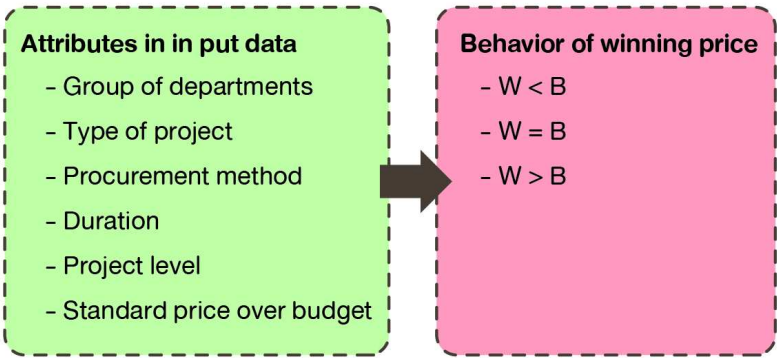 Attributes in in put data
– Group of departments
– Type of project
– Procurement method
– Duration
– Project level
– Standard price over budget
Behavior of winning price
– W < B
– W = B
– W > B